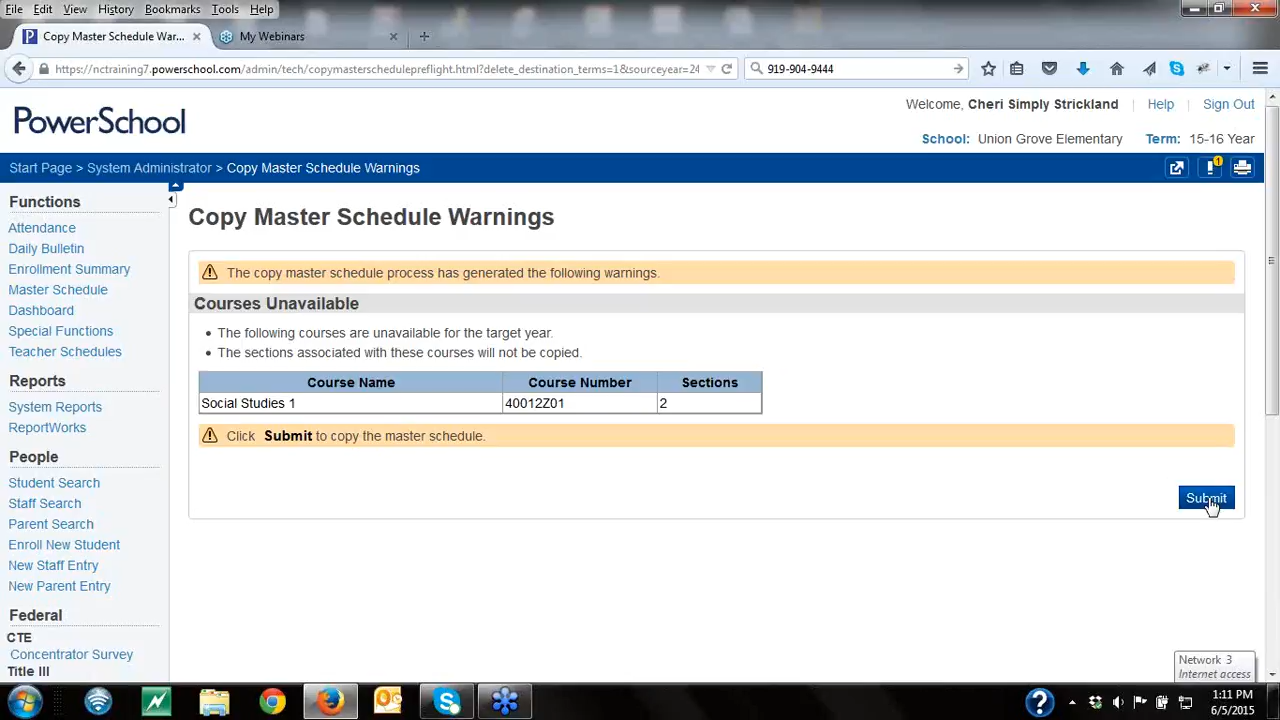 File Edit View History Bookmarks Tools Help
Copy Master Schedule War... × My Webinars × +
https://nctraining7.powerschool.com/admin/tech/copymasterschedulepreflight.html?delete_destination_terms=1&sourceyear=24 919-904-9444
Welcome, Cheri Simply Strickland Help Sign Out
PowerSchool
School: Union Grove Elementary Term: 15-16 Year
Start Page > System Administrator > Copy Master Schedule Warnings
Functions
Attendance
Daily Bulletin
Enrollment Summary
Master Schedule
Dashboard
Special Functions
Teacher Schedules
Reports
System Reports
ReportWorks
People
Student Search
Staff Search
Parent Search
Enroll New Student
New Staff Entry
New Parent Entry
Federal
CTE
Concentrator Survey
Title III
Copy Master Schedule Warnings
The copy master schedule process has generated the following warnings.
Courses Unavailable
• The following courses are unavailable for the target year.
• The sections associated with these courses will not be copied.
Course Name Course Number Sections
Social Studies 1 40012Z01 2
Click Submit to copy the master schedule.
Submit
Network 3
Internet access
1:11 PM
6/5/2015